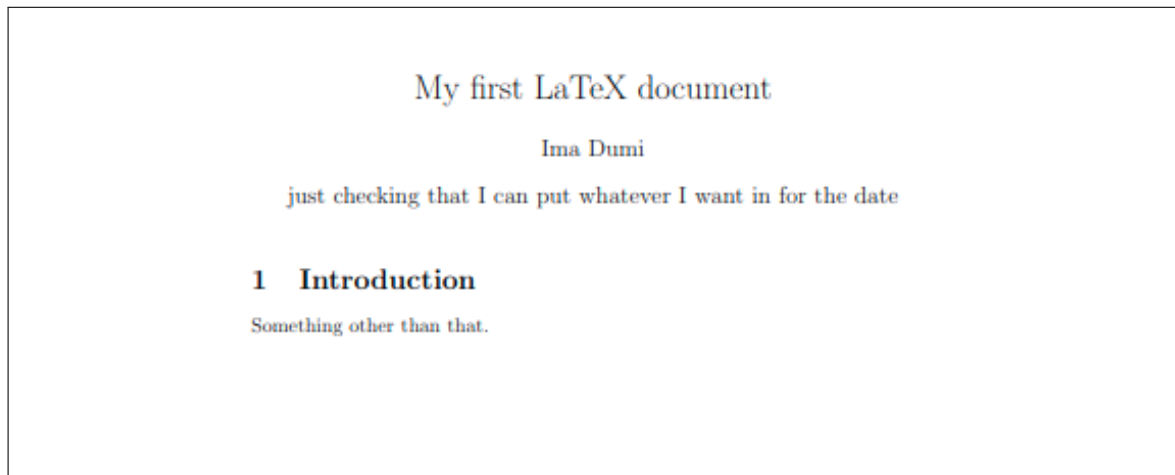 My first LaTeX document
Ima Dumi
just checking that I can put whatever I want in for the date
1 Introduction
Something other than that.